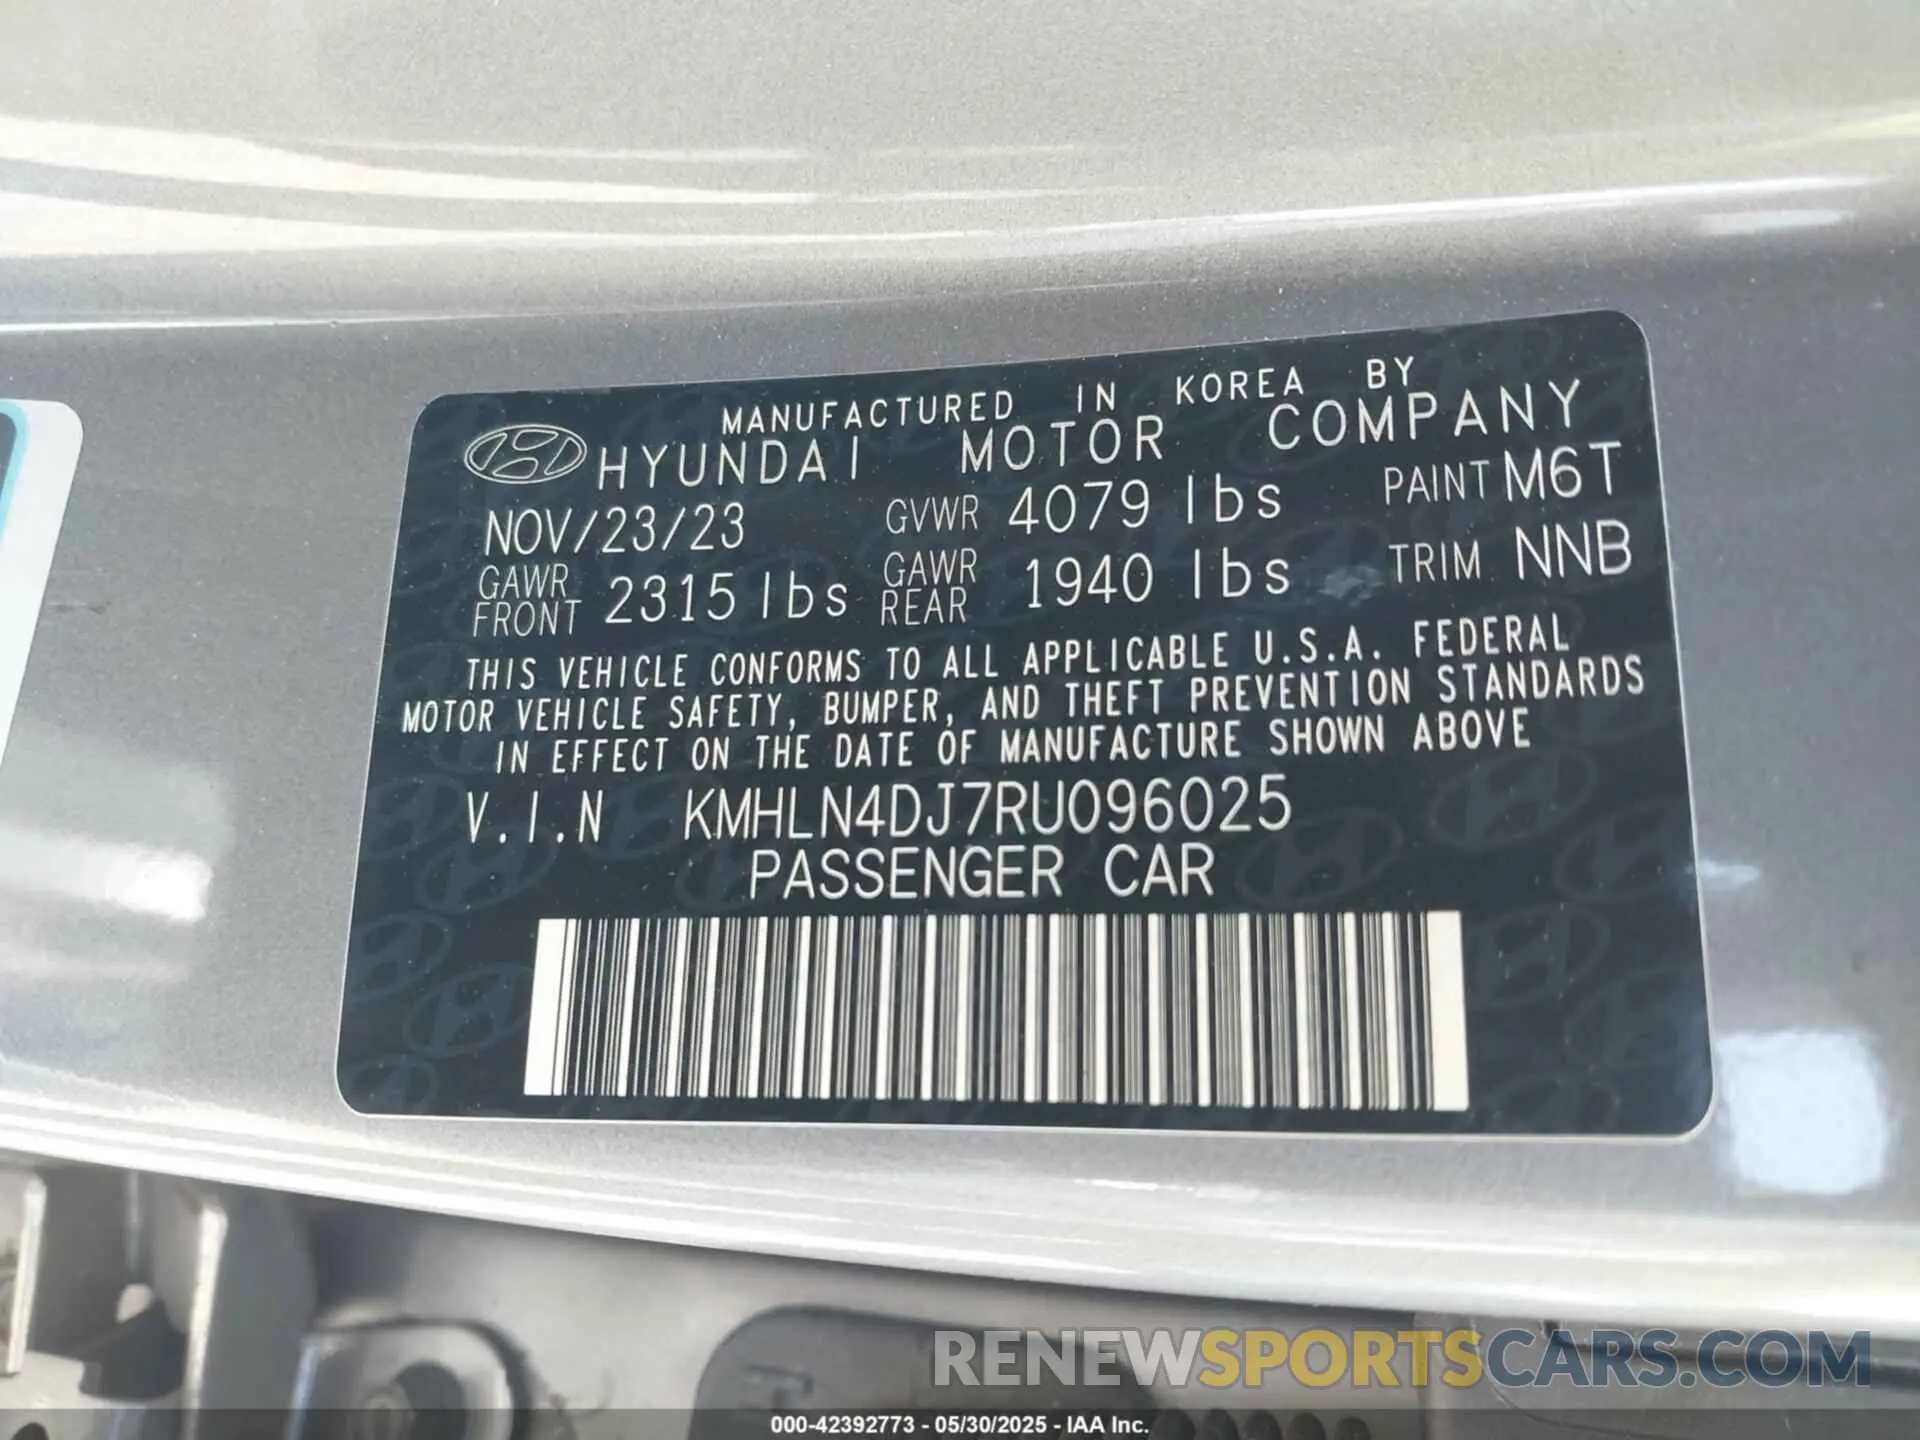 MANUFACTURED IN KOREA BY
HYUNDAI MOTOR COMPANY
NOV/23/23 GVWR 4079 lbs PAINT M6T
GAWR FRONT 2315 lbs GAWR REAR 1940 lbs TRIM NNB
THIS VEHICLE CONFORMS TO ALL APPLICABLE U.S.A. FEDERAL
MOTOR VEHICLE SAFETY, BUMPER, AND THEFT PREVENTION STANDARDS
IN EFFECT ON THE DATE OF MANUFACTURE SHOWN ABOVE
V.I.N KMHLN4DJ7RU096025
PASSENGER CAR
RENEWSPORTSCARS.COM
000-42392773 - 05/30/2025 - IAA Inc.